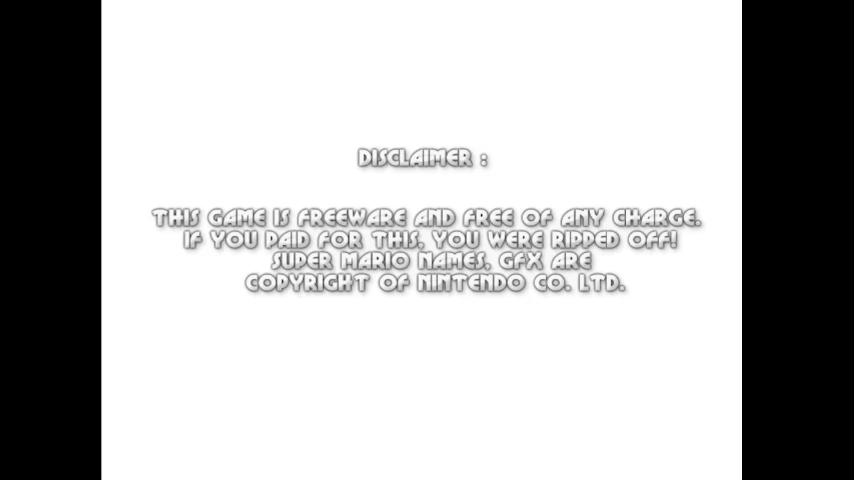 DISCLAIMER :
THIS GAME IS FREEWARE AND FREE OF ANY CHARGE.
IF YOU PAID FOR THIS, YOU WERE RIPPED OFF!
SUPER MARIO NAMES, GFX ARE
COPYRIGHT OF NINTENDO CO. LTD.